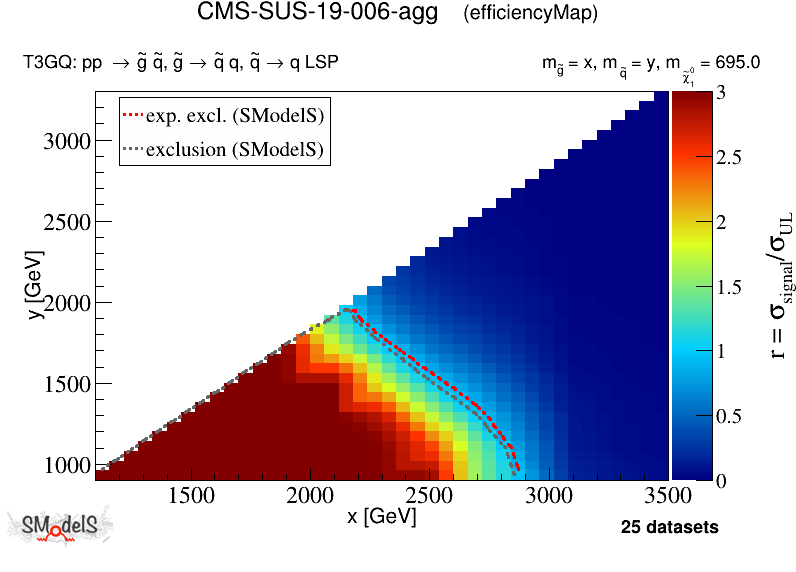 CMS-SUS-19-006-agg (efficiencyMap)
T3GQ: pp → g̃ q̃, g̃ → q̃ q, q̃ → q LSP
m_g̃ = x, m_q̃ = y, m_χ̃₁⁰ = 695.0
exp. excl. (SModelS)
exclusion (SModelS)
3000
2500
2000
1500
1000
y [GeV]
1500 2000 2500 3000 3500
x [GeV]
3
2.5
2
1.5
1
0.5
0
r = σ_signal/σ_UL
SModelS
25 datasets